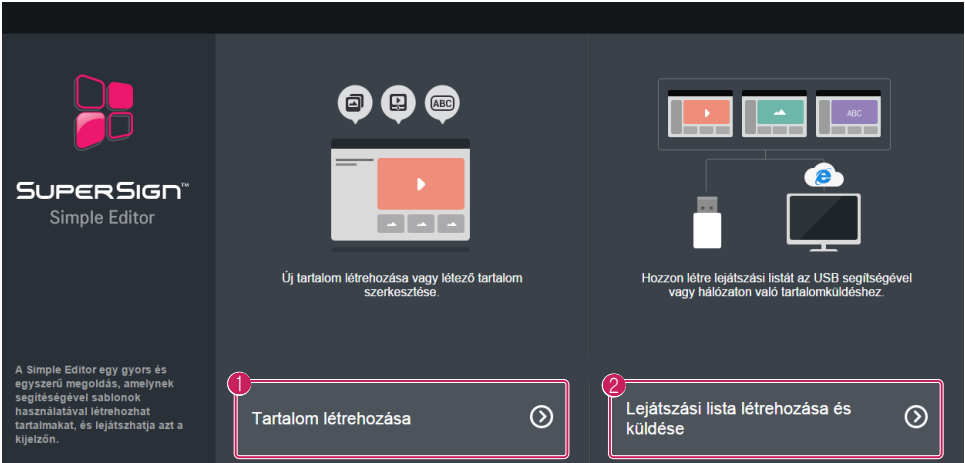 SUPERSIGN™
Simple Editor
A Simple Editor egy gyors és
egyszerű megoldás, amelynek
segítéségével sablonok
használatával létrehozhat
tartalmakat, és lejátszhatja azt a
kijelzőn.
ABC
Új tartalom létrehozása vagy létező tartalom
szerkesztése.
1
Tartalom létrehozása
ABC
Hozzon létre lejátszási listát az USB segítségével
vagy hálózaton való tartalomküldéshez.
2
Lejátszási lista létrehozása és
küldése